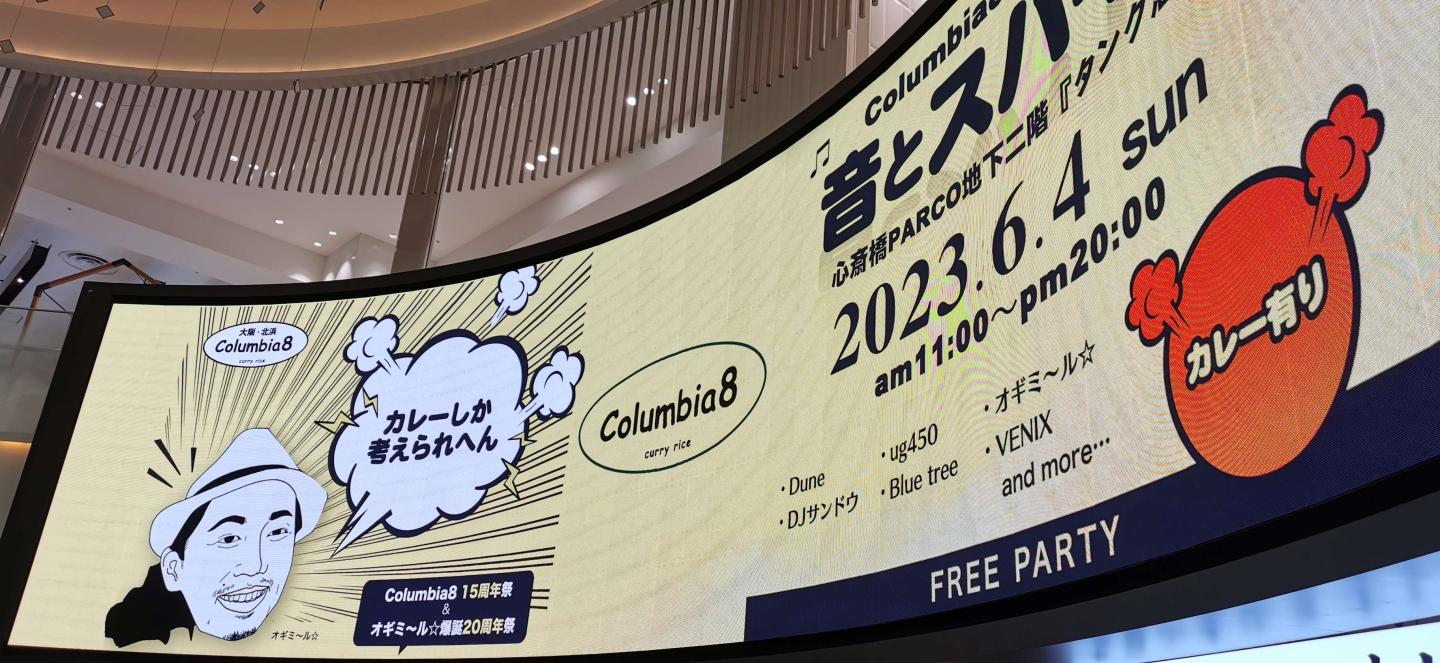 大阪・北浜
Columbia8
curry rice
カレーしか
考えられへん
オギミ〜ル☆
Columbia8 15周年祭
&
オギミ〜ル☆爆誕20周年祭
Columbia8
curry rice
音とスパ
心斎橋PARCO地下二階『タング
2023.6.4 sun
am11:00〜pm20:00
・Dune
・DJサンドウ
・ug450
・Blue tree
・オギミ〜ル☆
・VENIX
and more…
カレー有り
FREE PARTY